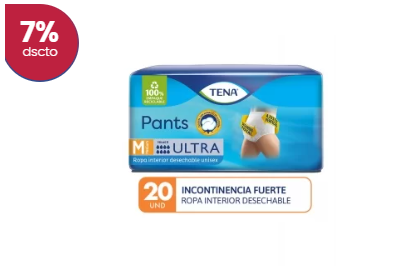 7%
dscto
100%
TENA
Pants
M
ULTRA
Ropa interior desechable unisex
20
UND
INCONTINENCIA FUERTE
ROPA INTERIOR DESECHABLE